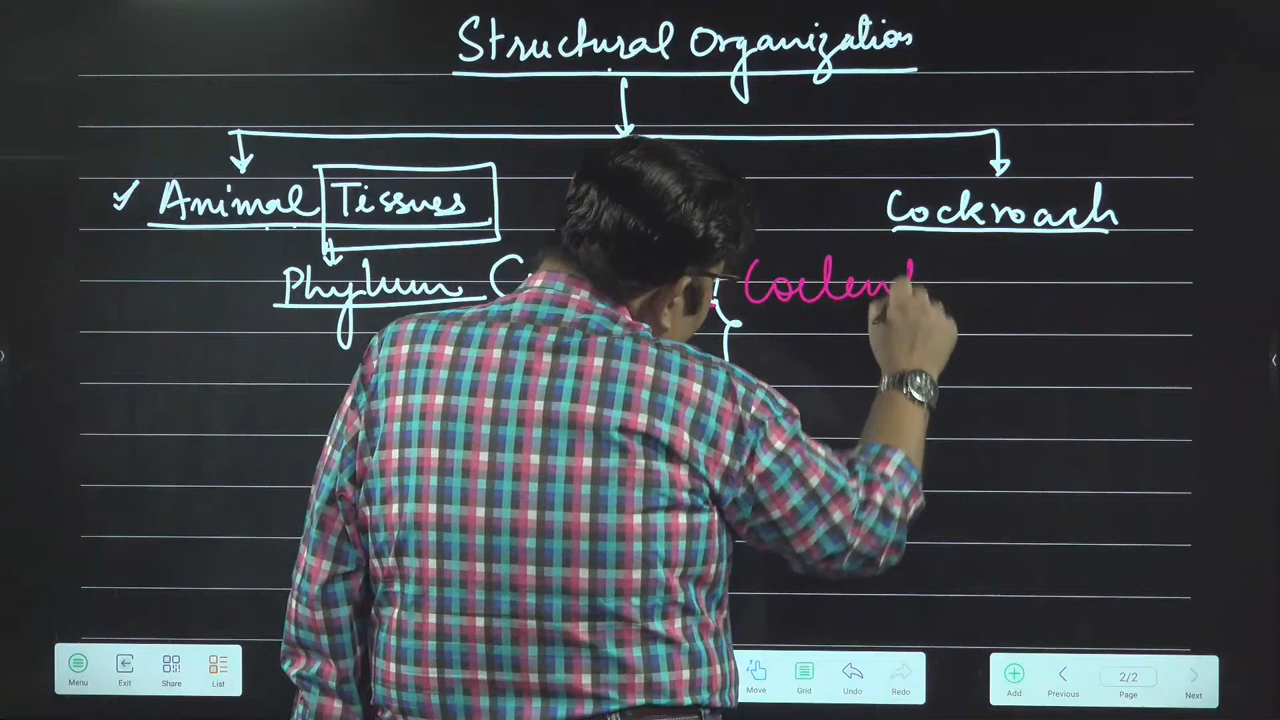 Structural Organization
Animal Tissues
Cockroach
Phylum
Menu
Exit
Share
List
Move
Grid
Undo
Redo
Add
Previous
2/2
Page
Next